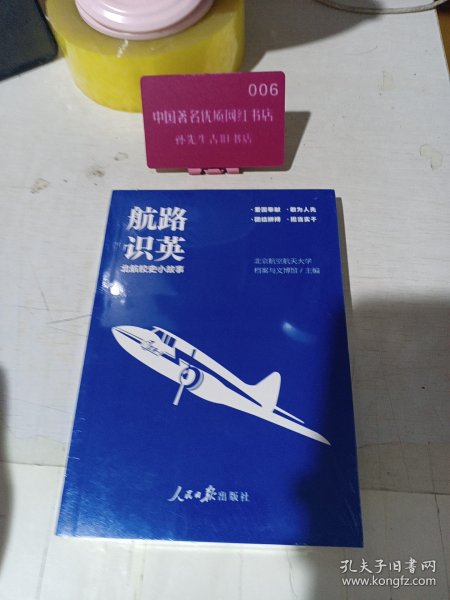 006
中国著名优质网红书店
孙先生古旧书店
航路
识英
北航校史小故事
·爱国奉献 ·敢为人先
·团结拼搏 ·担当实干
北京航空航天大学
档案与文博馆/主编
人民日报出版社
孔夫子旧书网
www.kongfz.com